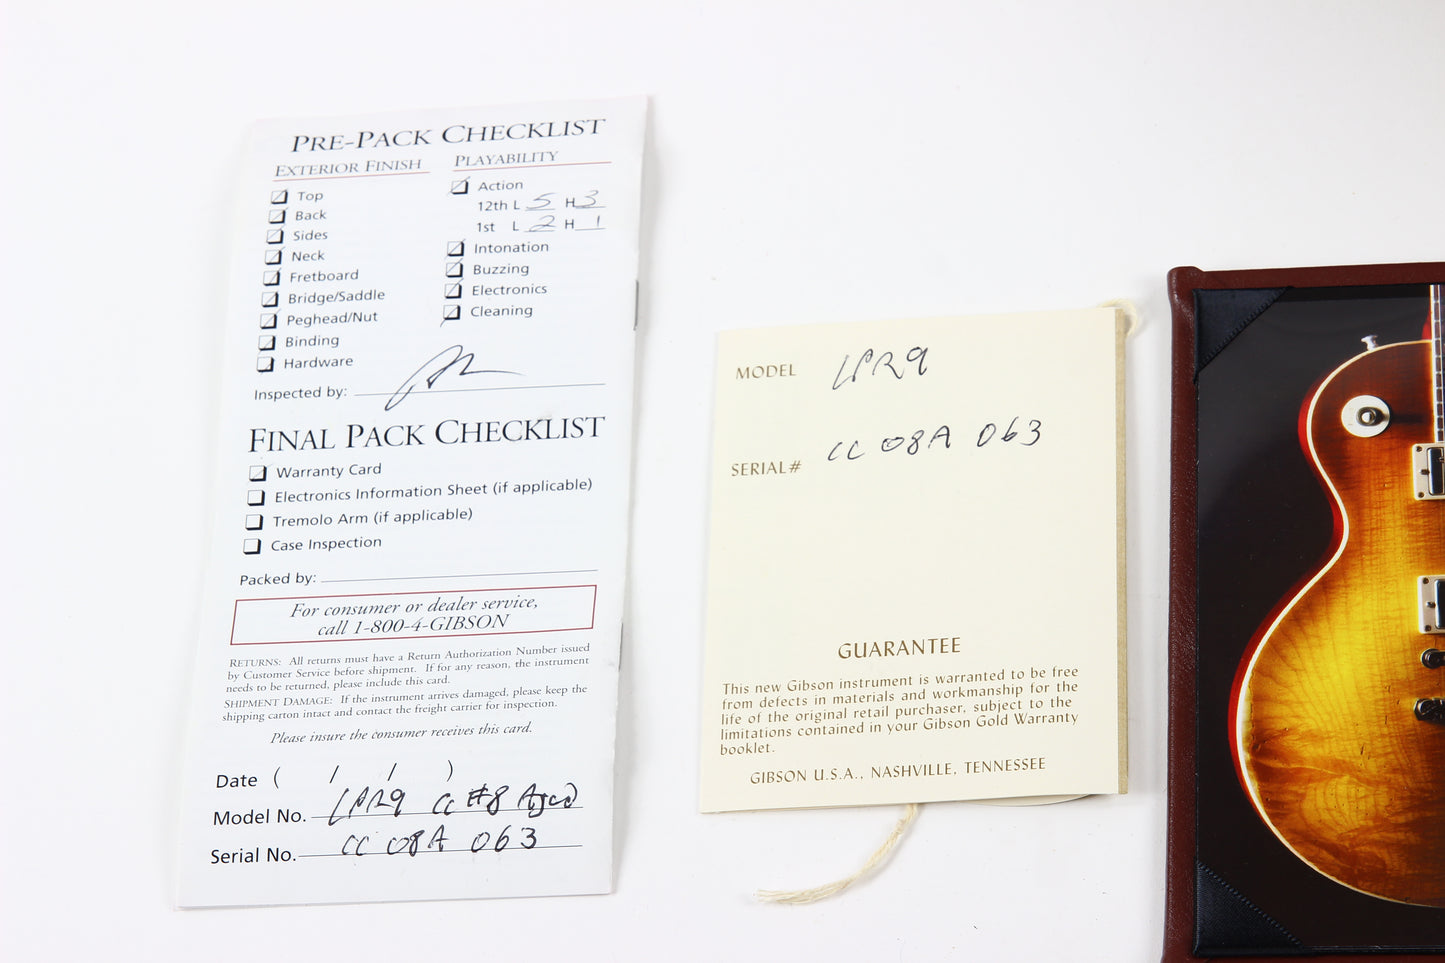 PRE-PACK CHECKLIST
EXTERIOR FINISH
Top
Back
Sides
Neck
Fretboard
Bridge/Saddle
Peghead/Nut
Binding
Hardware
PLAYABILITY
Action
12th L 5 H 3
1st L 2 H 1
Intonation
Buzzing
Electronics
Cleaning
Inspected by:
FINAL PACK CHECKLIST
Warranty Card
Electronics Information Sheet (if applicable)
Tremolo Arm (if applicable)
Case Inspection
Packed by:
For consumer or dealer service,
call 1-800-4-GIBSON
RETURNS: All returns must have a Return Authorization Number issued
by Customer Service before shipment. If for any reason, the instrument
needs to be returned, please include this card.
SHIPMENT DAMAGE: If the instrument arrives damaged, please keep the
shipping carton intact and contact the freight carrier for inspection.
Please insure the consumer receives this card.
Date ( / / )
Model No. LPR9 CC #8 Aged
Serial No. CC 08A 063
MODEL LPR9
SERIAL# CC 08A 063
GUARANTEE
This new Gibson instrument is warranted to be free
from defects in materials and workmanship for the
life of the original retail purchaser, subject to the
limitations contained in your Gibson Gold Warranty
booklet.
GIBSON U.S.A., NASHVILLE, TENNESSEE